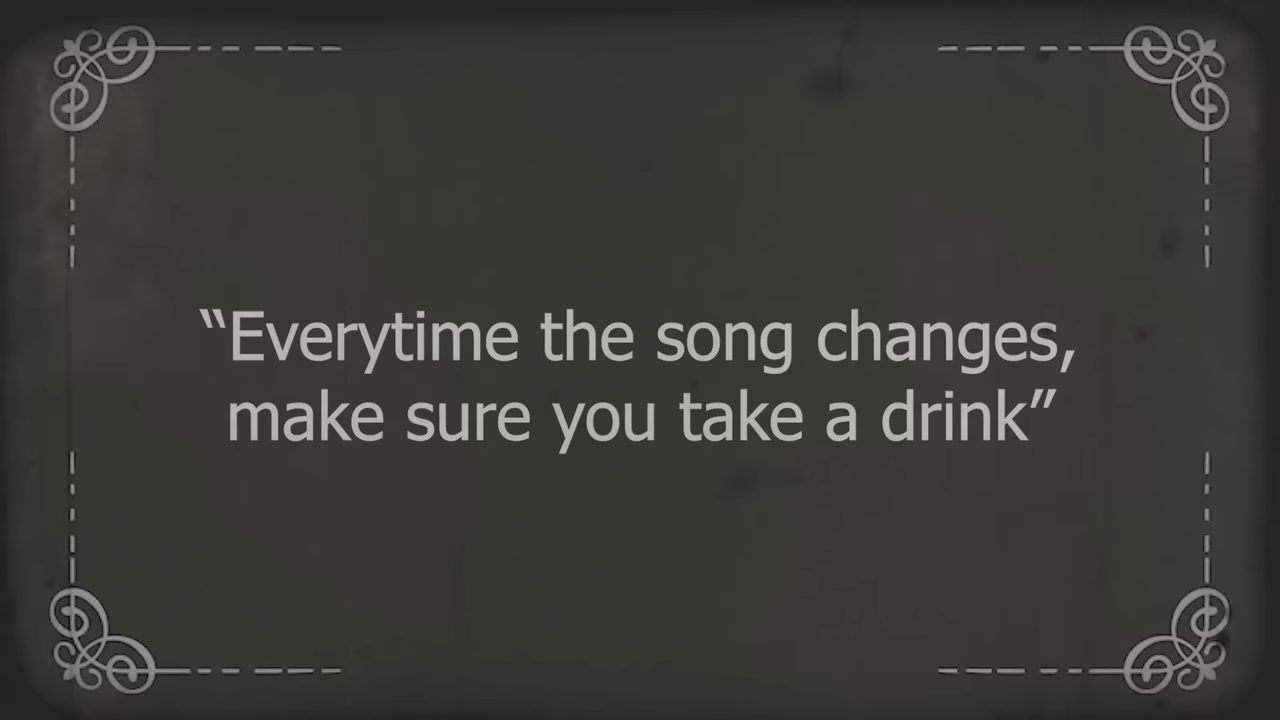 “Everytime the song changes,
make sure you take a drink”